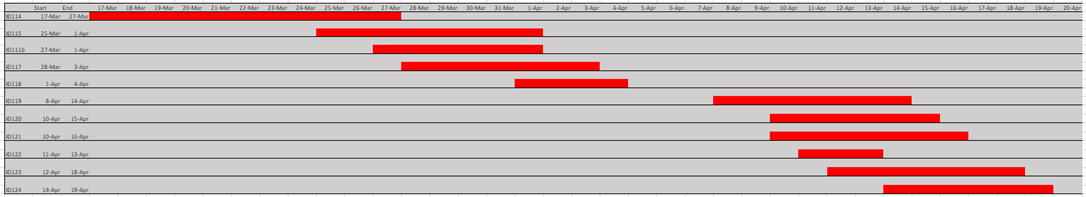 Start End 17-Mar 18-Mar 19-Mar 20-Mar 21-Mar 22-Mar 23-Mar 24-Mar 25-Mar 26-Mar 27-Mar 28-Mar 29-Mar 30-Mar 31-Mar 1-Apr 2-Apr 3-Apr 4-Apr 5-Apr 6-Apr 7-Apr 8-Apr 9-Apr 10-Apr 11-Apr 12-Apr 13-Apr 14-Apr 15-Apr 16-Apr 17-Apr 18-Apr 19-Apr 20-Apr
ID114 17-Mar 27-Mar
ID115 25-Mar 1-Apr
ID1116 27-Mar 1-Apr
ID117 28-Mar 3-Apr
ID118 1-Apr 4-Apr
ID119 8-Apr 14-Apr
ID120 10-Apr 15-Apr
ID121 10-Apr 16-Apr
ID122 11-Apr 13-Apr
ID123 12-Apr 18-Apr
ID124 14-Apr 19-Apr